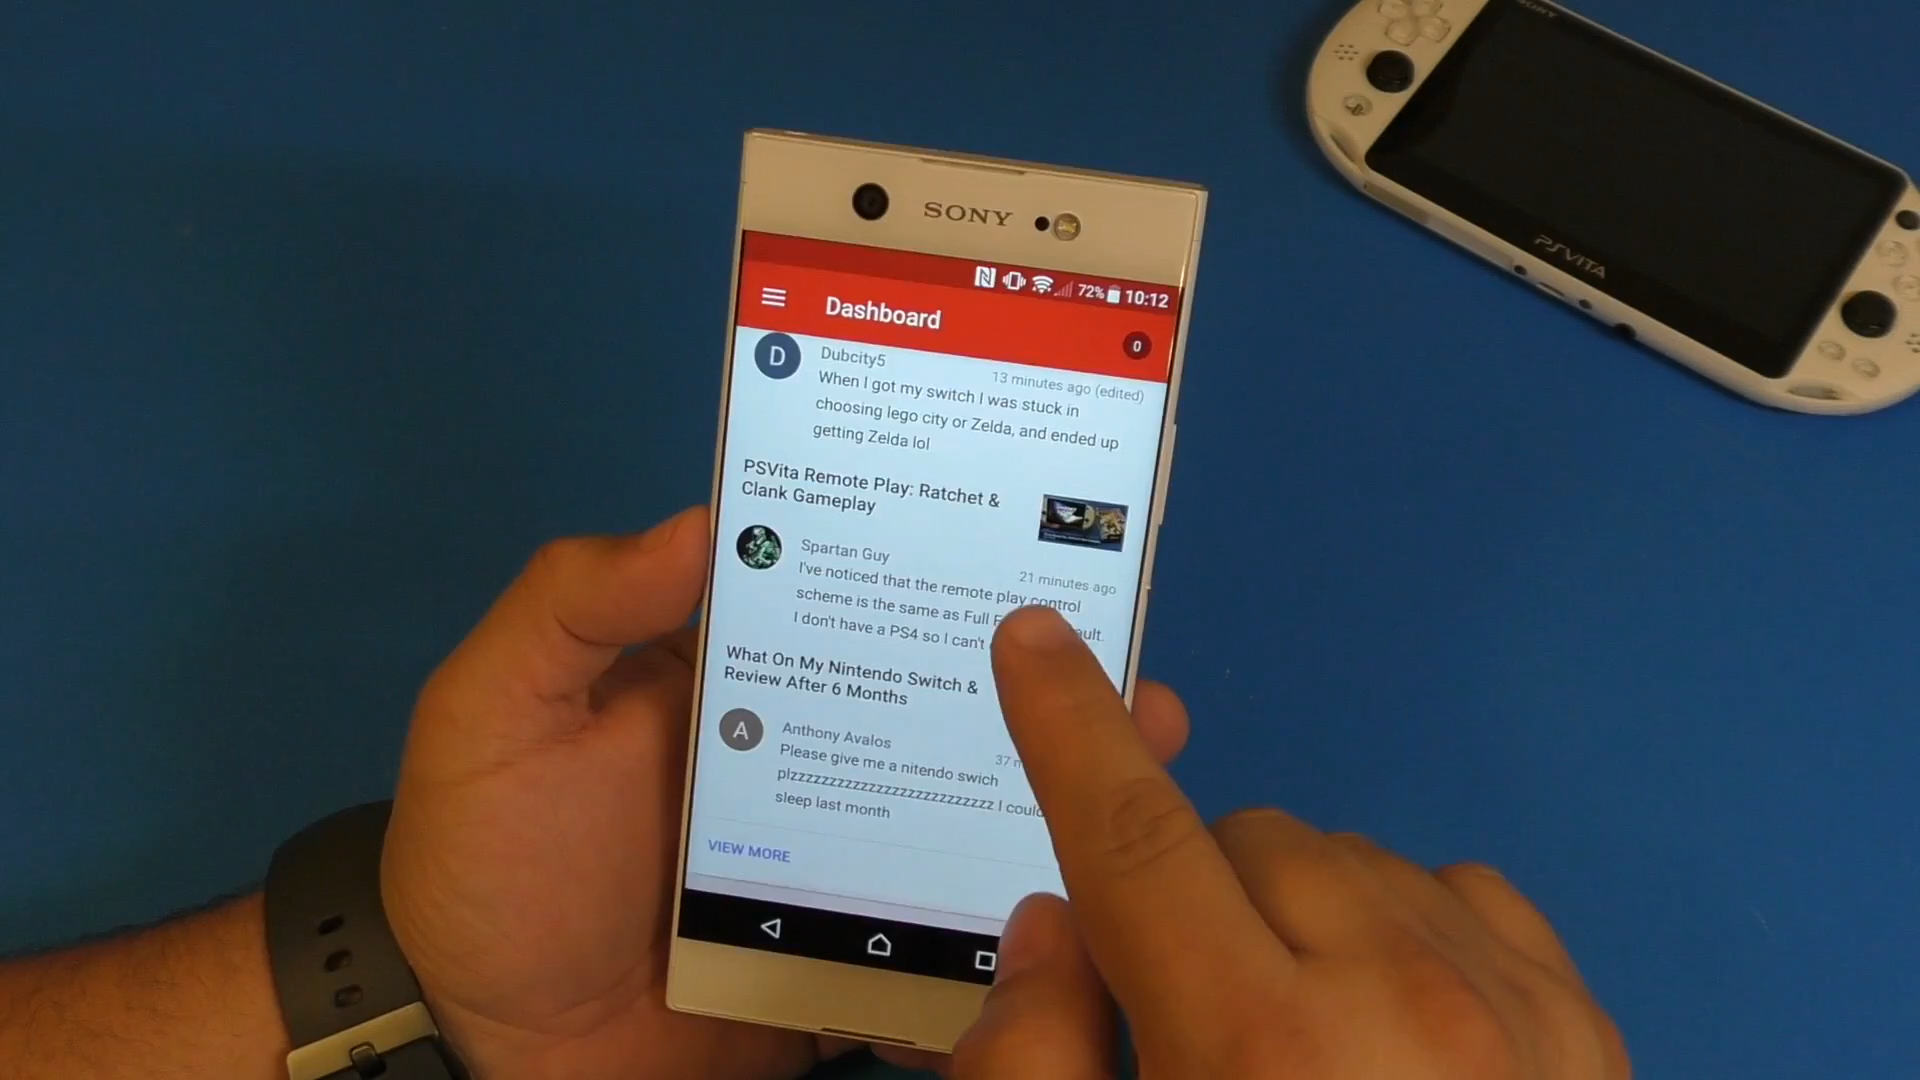 SONY
SONY
PSVITA
72% 10:12
Dashboard
0
D
Dubcity5
13 minutes ago (edited)
When I got my switch I was stuck in
choosing lego city or Zelda, and ended up
getting Zelda lol
PSVita Remote Play: Ratchet &
Clank Gameplay
Spartan Guy
21 minutes ago
I've noticed that the remote play control
scheme is the same as Full
I don't have a PS4 so I can't
What On My Nintendo Switch &
Review After 6 Months
A
Anthony Avalos
37
Please give me a nitendo swich
plzzzzzzzzzzzzzzzzzzzzzzzzzz I
sleep last month
VIEW MORE